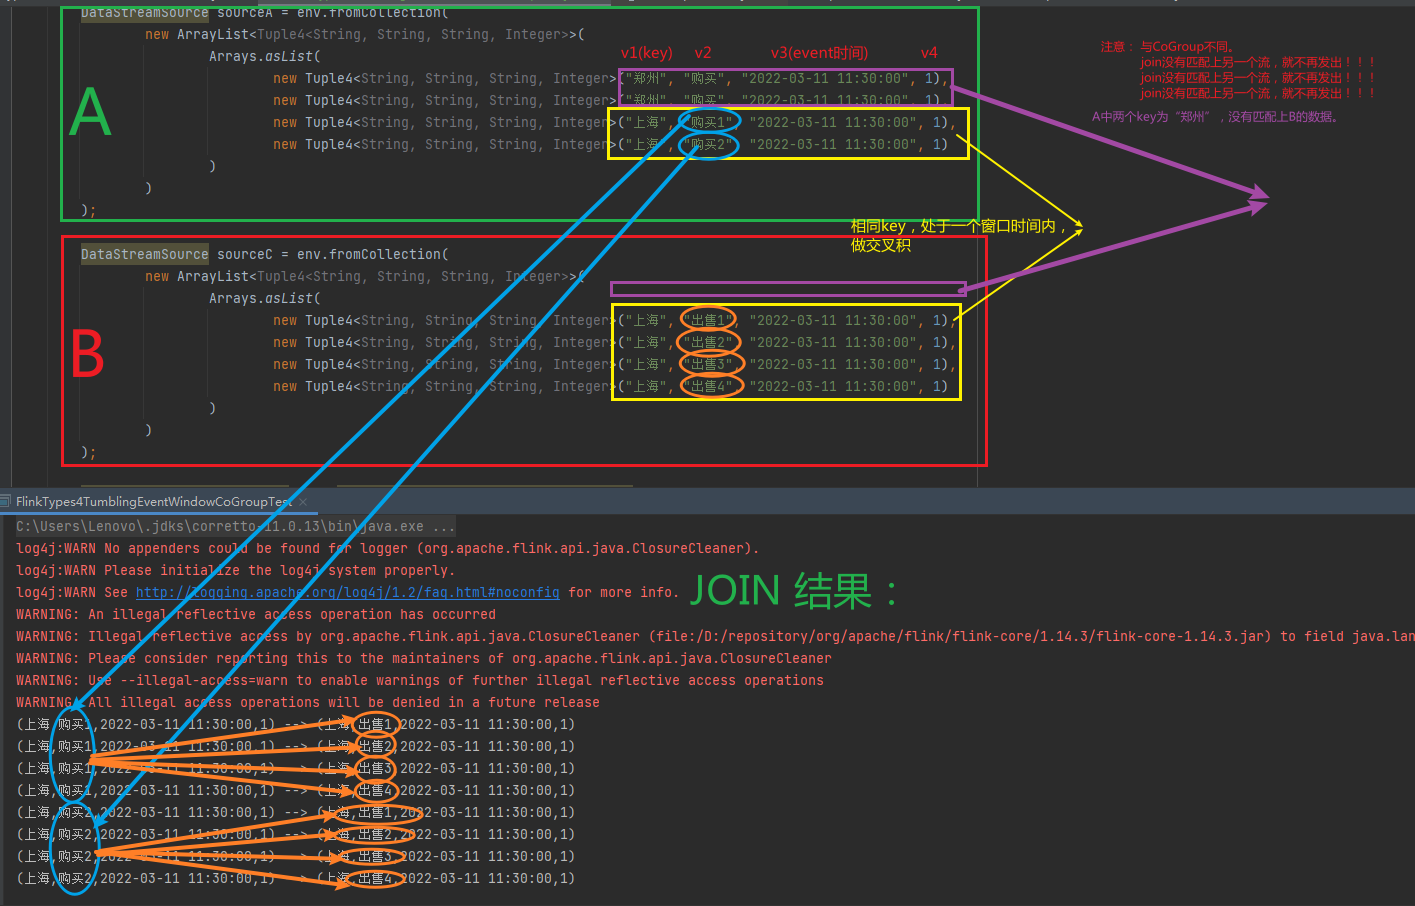 DataStreamSource sourceA = env.fromCollection(
new ArrayList<Tuple4<String, String, String, Integer>>(
Arrays.asList(
v1(key) v2 v3(event时间) v4
new Tuple4<String, String, String, Integer>("郑州", "购买", "2022-03-11 11:30:00", 1),
new Tuple4<String, String, String, Integer>("郑州", "购买", "2022-03-11 11:30:00", 1),
new Tuple4<String, String, String, Integer>("上海", "购买1", "2022-03-11 11:30:00", 1),
new Tuple4<String, String, String, Integer>("上海", "购买2", "2022-03-11 11:30:00", 1)
)
)
);
A
注意： 与CoGroup不同。
join没有匹配上另一个流，就不再发出！！！
join没有匹配上另一个流，就不再发出！！！
join没有匹配上另一个流，就不再发出！！！
A中两个key为“郑州”，没有匹配上B的数据。
相同key，处于一个窗口时间内，
做交叉积
DataStreamSource sourceC = env.fromCollection(
new ArrayList<Tuple4<String, String, String, Integer>>(
Arrays.asList(
new Tuple4<String, String, String, Integer>("上海", "出售1", "2022-03-11 11:30:00", 1),
new Tuple4<String, String, String, Integer>("上海", "出售2", "2022-03-11 11:30:00", 1),
new Tuple4<String, String, String, Integer>("上海", "出售3", "2022-03-11 11:30:00", 1),
new Tuple4<String, String, String, Integer>("上海", "出售4", "2022-03-11 11:30:00", 1)
)
)
);
B
FlinkTypes4TumblingEventWindowCoGroupTest
C:\Users\Lenovo\.jdks\corretto-11.0.13\bin\java.exe ...
log4j:WARN No appenders could be found for logger (org.apache.flink.api.java.ClosureCleaner).
log4j:WARN Please initialize the log4j system properly.
log4j:WARN See http://logging.apache.org/log4j/1.2/faq.html#noconfig for more info.
JOIN 结果：
WARNING: An illegal reflective access operation has occurred
WARNING: Illegal reflective access by org.apache.flink.api.java.ClosureCleaner (file:/D:/repository/org/apache/flink/flink-core/1.14.3/flink-core-1.14.3.jar) to field java.lan
WARNING: Please consider reporting this to the maintainers of org.apache.flink.api.java.ClosureCleaner
WARNING: Use --illegal-access=warn to enable warnings of further illegal reflective access operations
WARNING: All illegal access operations will be denied in a future release
(上海,购买1,2022-03-11 11:30:00,1) --> (上海,出售1,2022-03-11 11:30:00,1)
(上海,购买1,2022-03-11 11:30:00,1) --> (上海,出售2,2022-03-11 11:30:00,1)
(上海,购买1,2022-03-11 11:30:00,1) --> (上海,出售3,2022-03-11 11:30:00,1)
(上海,购买1,2022-03-11 11:30:00,1) --> (上海,出售4,2022-03-11 11:30:00,1)
(上海,购买2,2022-03-11 11:30:00,1) --> (上海,出售1,2022-03-11 11:30:00,1)
(上海,购买2,2022-03-11 11:30:00,1) --> (上海,出售2,2022-03-11 11:30:00,1)
(上海,购买2,2022-03-11 11:30:00,1) --> (上海,出售3,2022-03-11 11:30:00,1)
(上海,购买2,2022-03-11 11:30:00,1) --> (上海,出售4,2022-03-11 11:30:00,1)